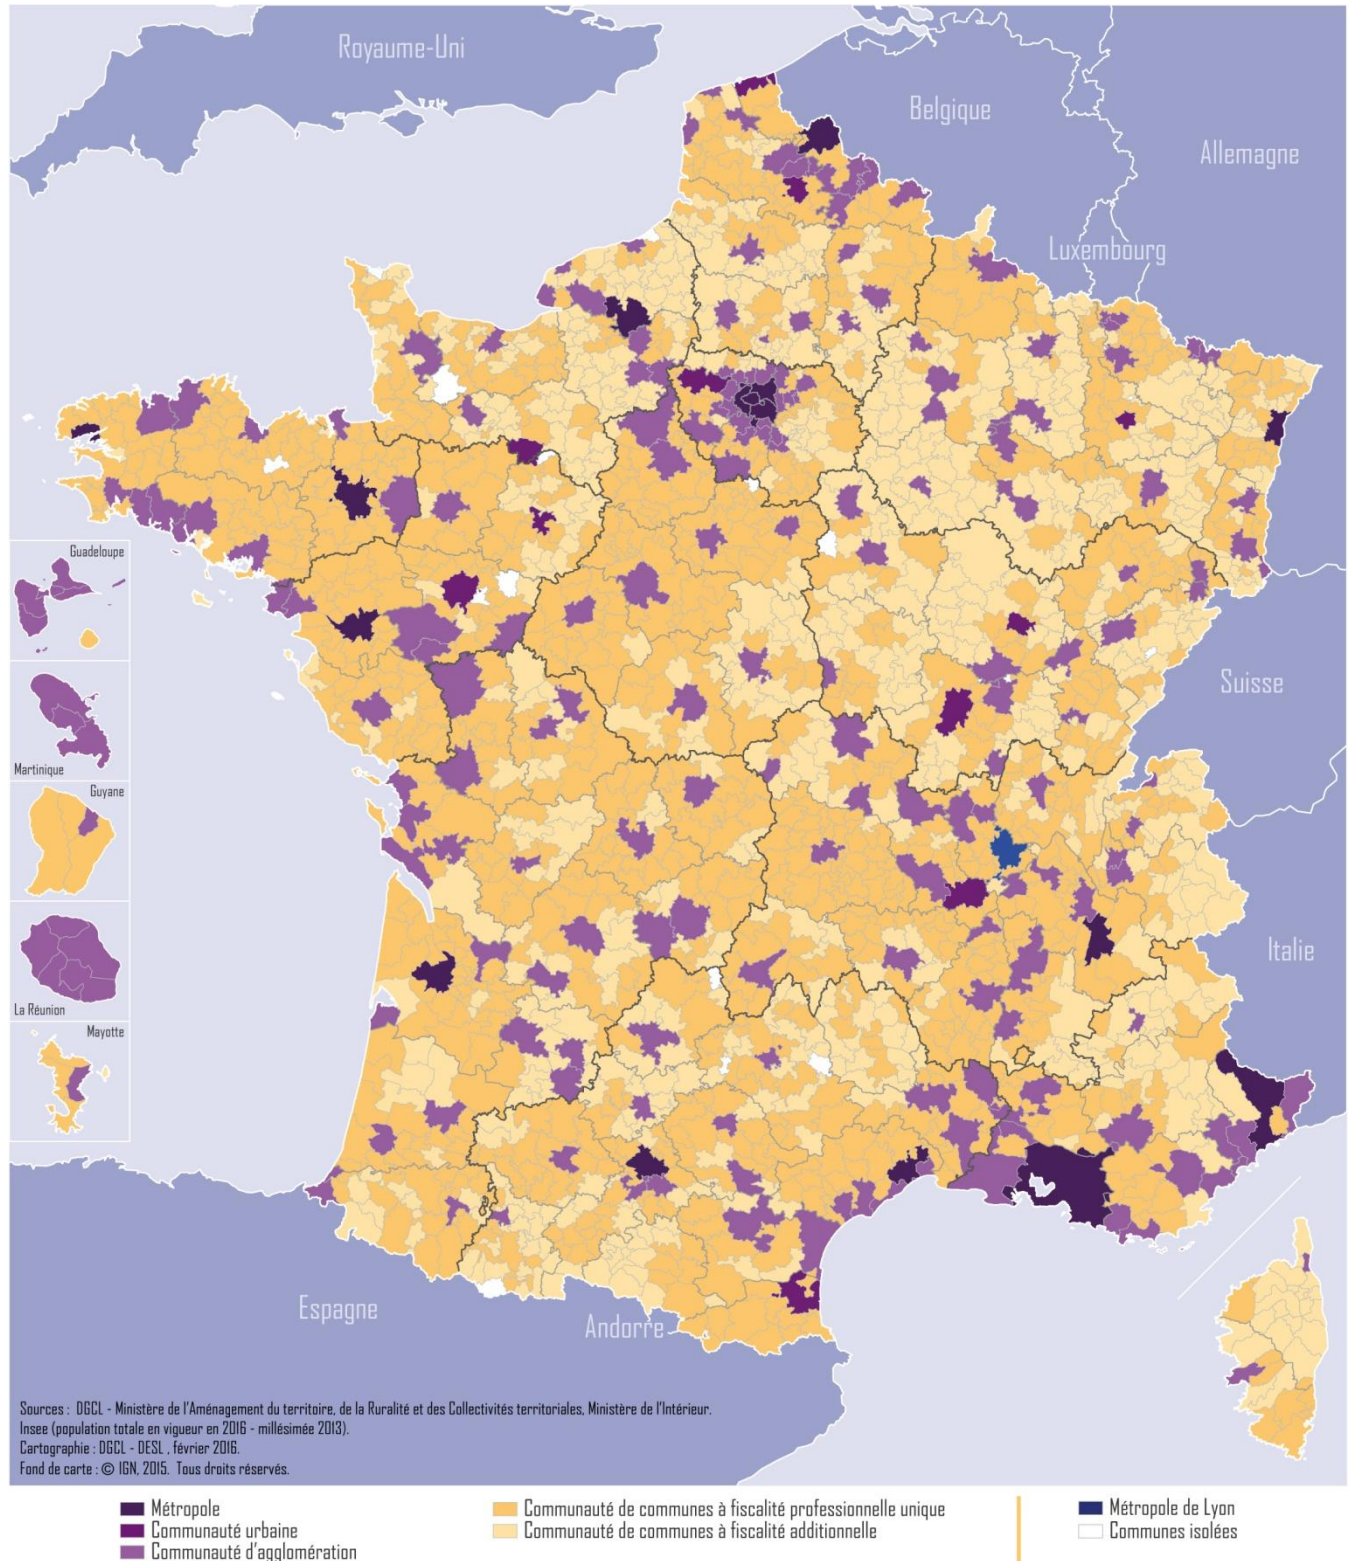 Royaume-Uni
Belgique
Allemagne
Luxembourg
Guadeloupe
Suisse
Martinique
Guyane
Italie
La Réunion
Mayotte
Espagne
Andorre
Sources : DGCL - Ministère de l'Aménagement du territoire, de la Ruralité et des Collectivités territoriales, Ministère de l'Intérieur.
Insee (population totale en vigueur en 2016 - millésimée 2013).
Cartographie : DGCL - DESL , février 2016.
Fond de carte : © IGN, 2015. Tous droits réservés.
Métropole
Communauté urbaine
Communauté d'agglomération
Communauté de communes à fiscalité professionnelle unique
Communauté de communes à fiscalité additionnelle
Métropole de Lyon
Communes isolées